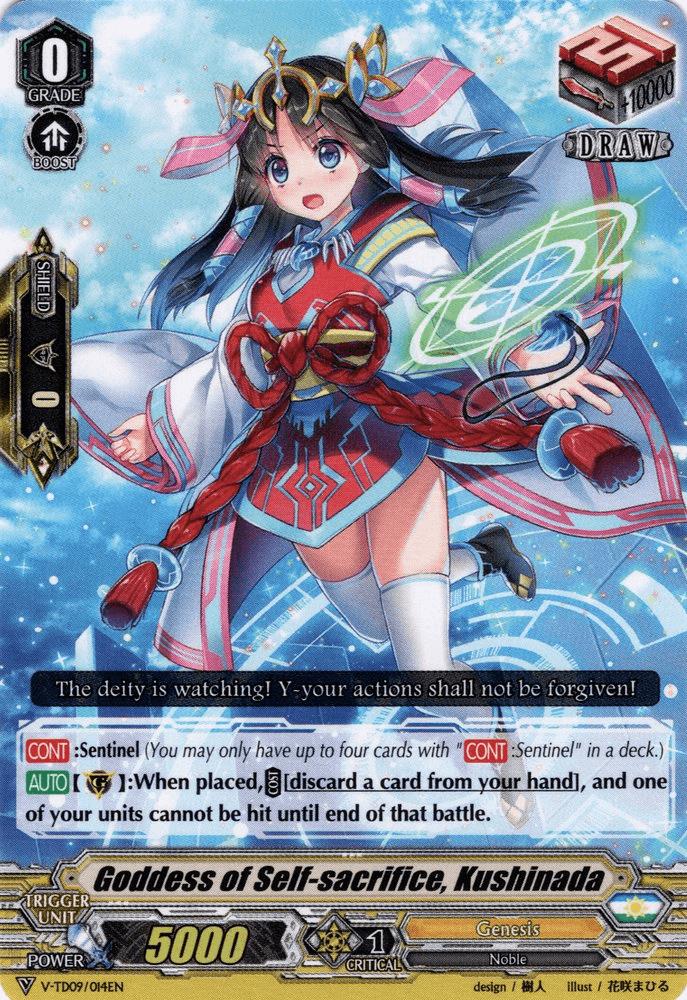 0
GRADE
BOOST
+10000
DRAW
SHIELD
0
The deity is watching! Y-your actions shall not be forgiven!
CONT:Sentinel (You may only have up to four cards with "CONT:Sentinel" in a deck.)
AUTO【 】:When placed, COST[discard a card from your hand], and one
of your units cannot be hit until end of that battle.
Goddess of Self-sacrifice, Kushinada
TRIGGER
UNIT
POWER 5000
1
CRITICAL
Genesis
Noble
V V-TD09/014EN
design / 樹人 illust / 花咲まひる